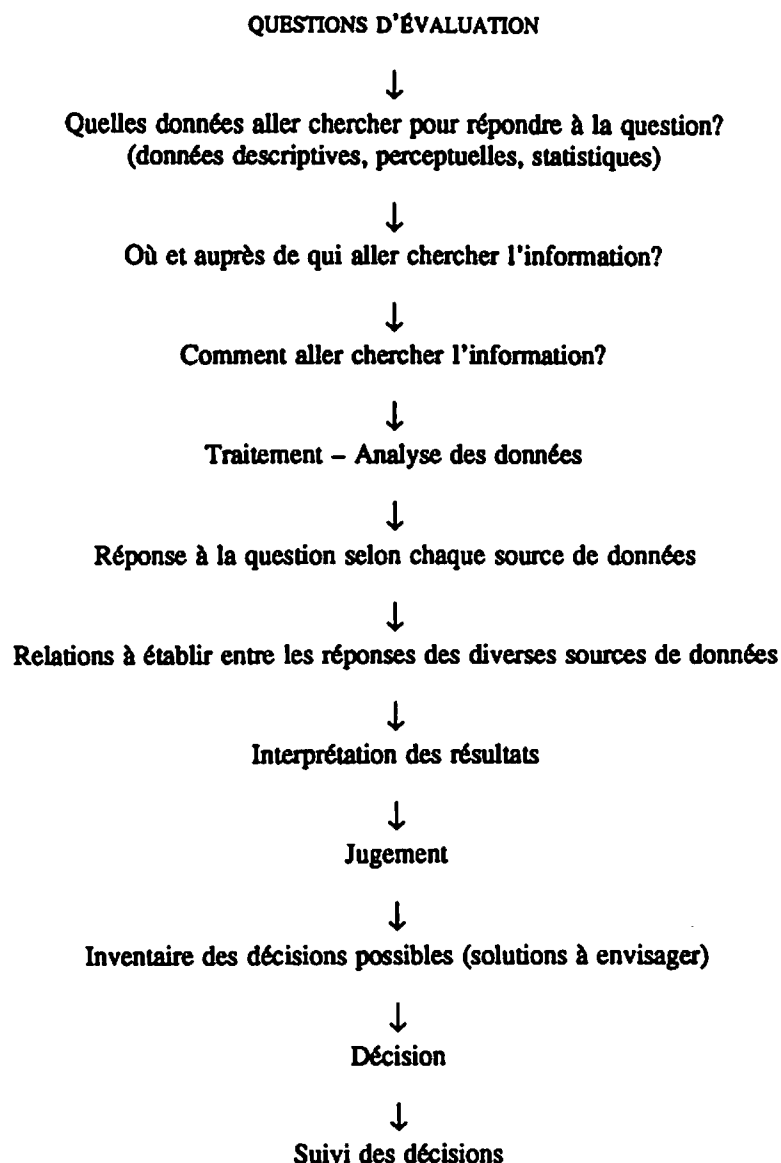 QUESTIONS D'ÉVALUATION
↓
Quelles données aller chercher pour répondre à la question?
(données descriptives, perceptuelles, statistiques)
↓
Où et auprès de qui aller chercher l'information?
↓
Comment aller chercher l'information?
↓
Traitement – Analyse des données
↓
Réponse à la question selon chaque source de données
↓
Relations à établir entre les réponses des diverses sources de données
↓
Interprétation des résultats
↓
Jugement
↓
Inventaire des décisions possibles (solutions à envisager)
↓
Décision
↓
Suivi des décisions